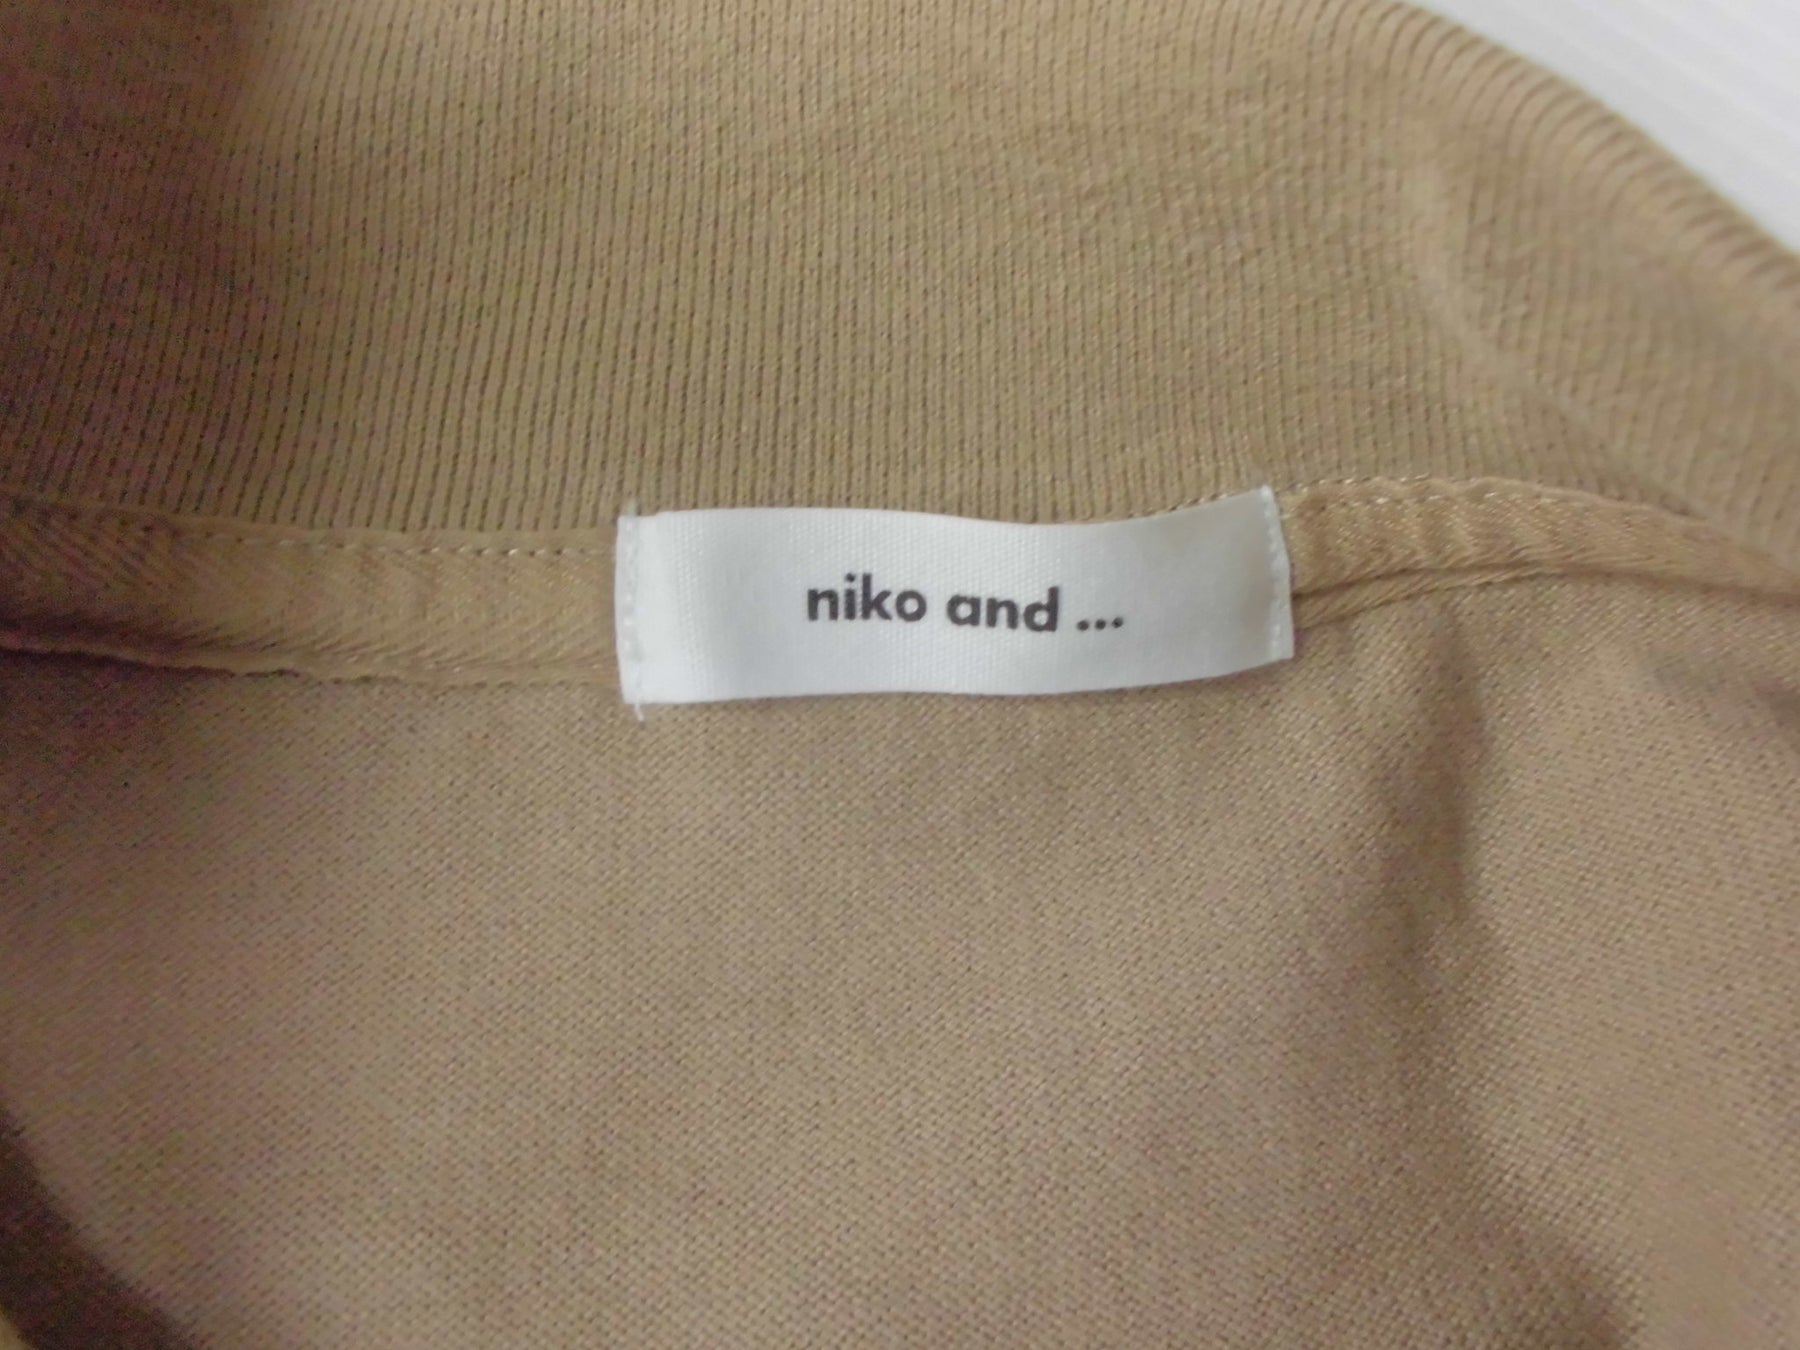 niko and ...